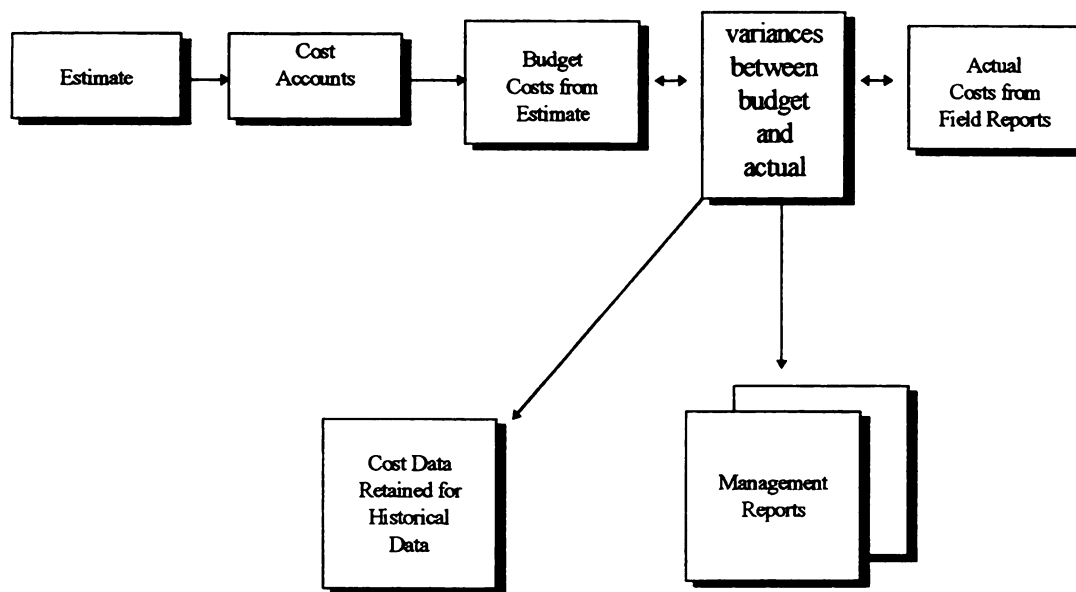 Estimate
Cost
Accounts
Budget
Costs from
Estimate
variances
between
budget
and
actual
Actual
Costs from
Field Reports
Cost Data
Retained for
Historical
Data
Management
Reports